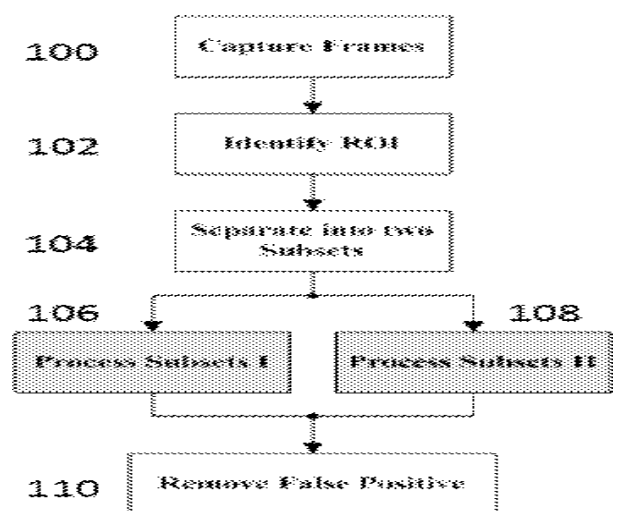 100
Capture Frames
102
Identify ROI
104
Separate into two
Subsets
106
108
Process Subsets I
Process Subsets II
110
Remove False Positive